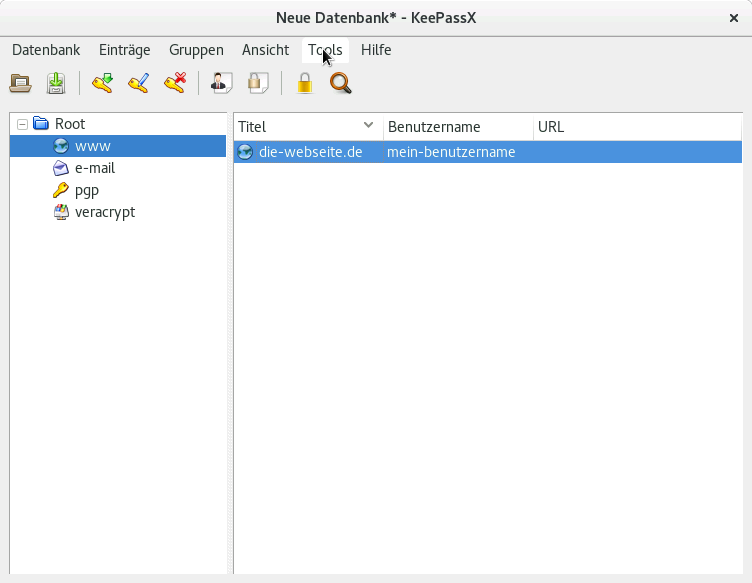 Neue Datenbank* - KeePassX
Datenbank Einträge Gruppen Ansicht Tools Hilfe
Root
www
e-mail
pgp
veracrypt
Titel Benutzername URL
die-webseite.de mein-benutzername